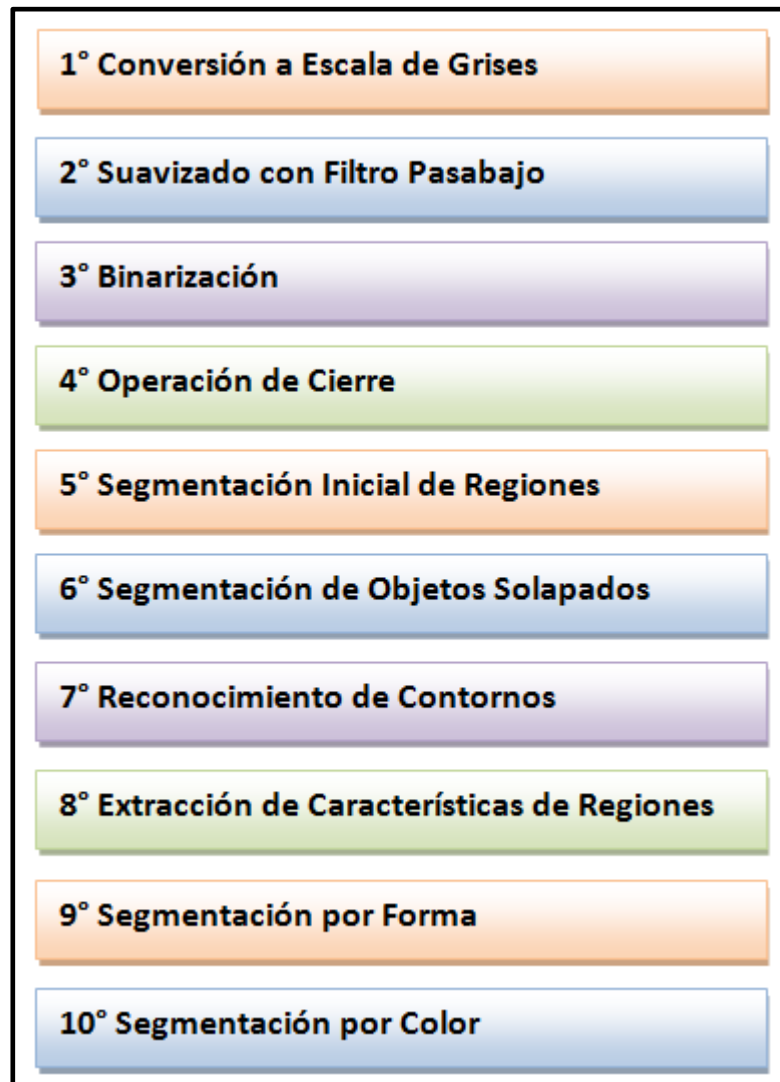 1° Conversión a Escala de Grises
2° Suavizado con Filtro Pasabajo
3° Binarización
4° Operación de Cierre
5° Segmentación Inicial de Regiones
6° Segmentación de Objetos Solapados
7° Reconocimiento de Contornos
8° Extracción de Característísticas de Regiones
9° Segmentación por Forma
10° Segmentación por Color